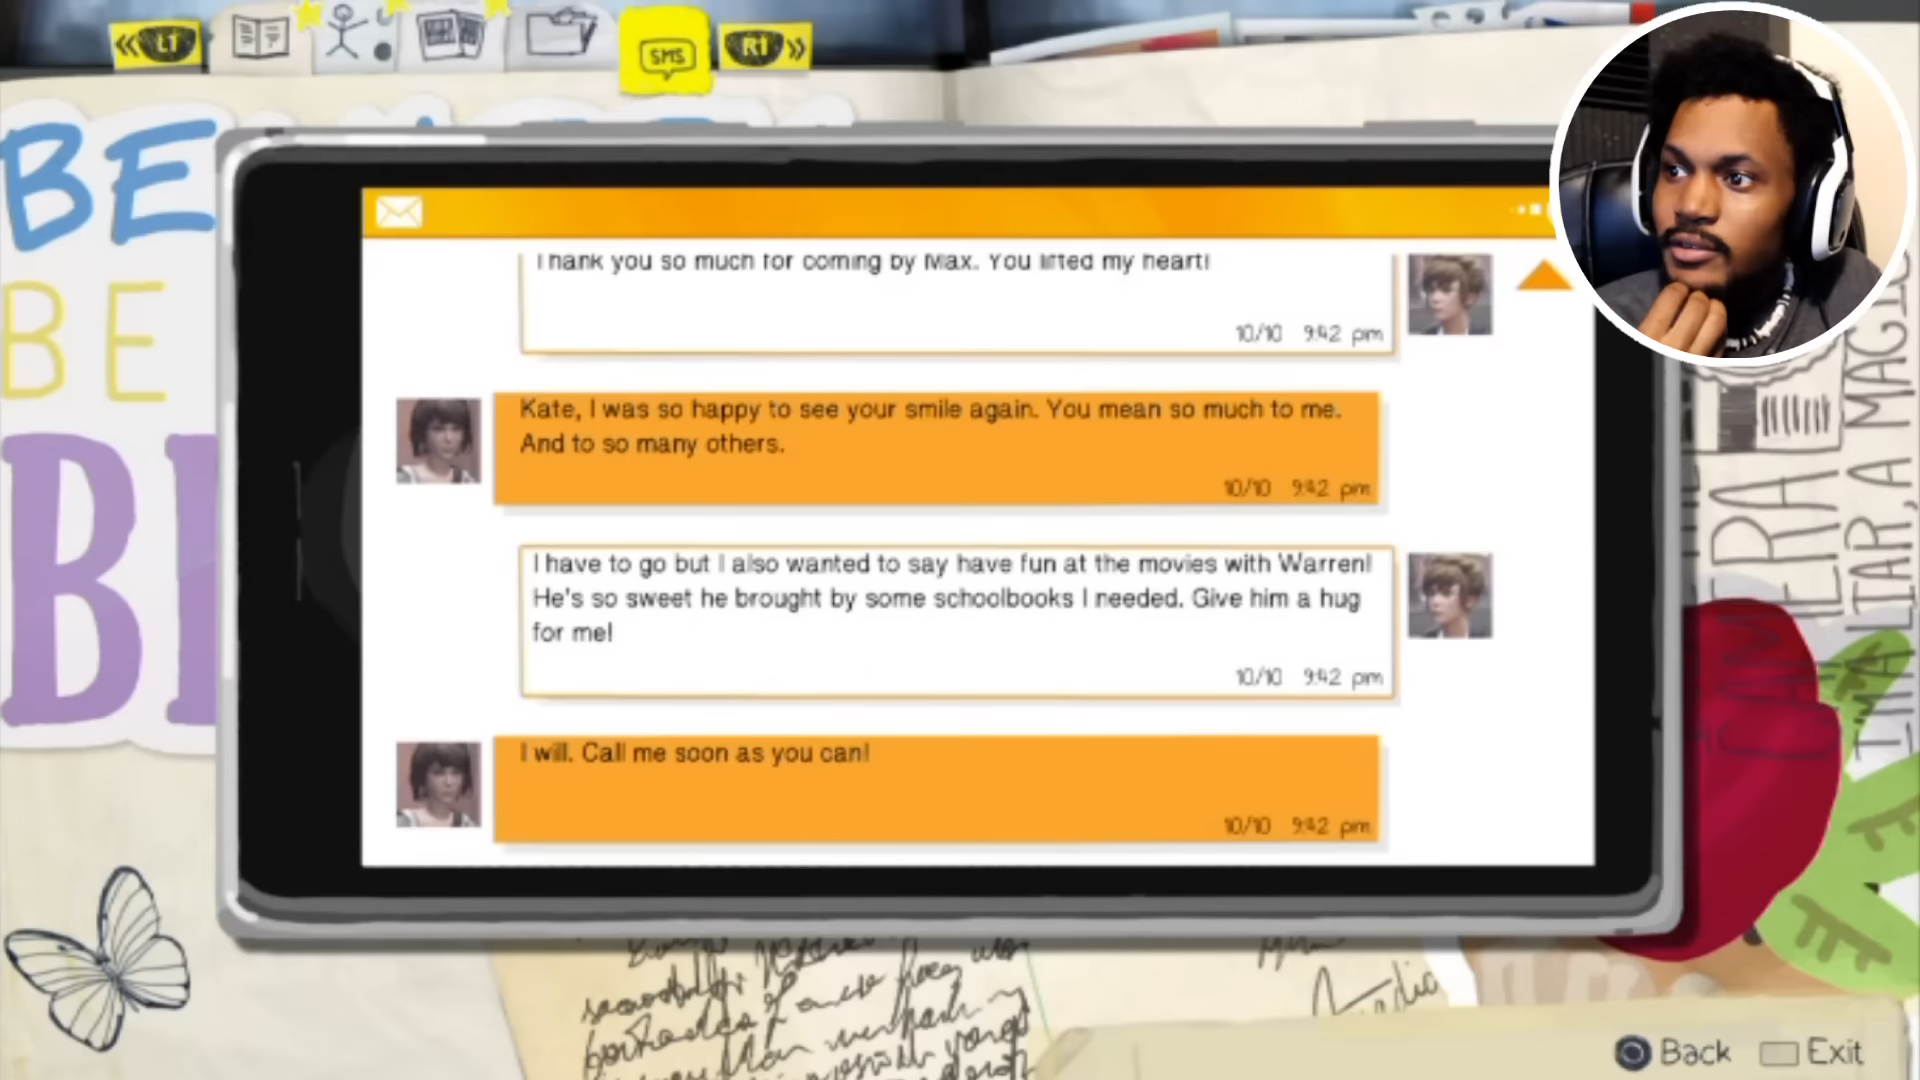 L1
SMS
R1
BE
BE
Thank you so much for coming by Max. You lifted my heart!
10/10 9:42 pm
Kate, I was so happy to see your smile again. You mean so much to me.
And to so many others.
10/10 9:42 pm
I have to go but I also wanted to say have fun at the movies with Warren!
He's so sweet he brought by some schoolbooks I needed. Give him a hug
for me!
10/10 9:42 pm
I will. Call me soon as you can!
10/10 9:42 pm
Back
Exit